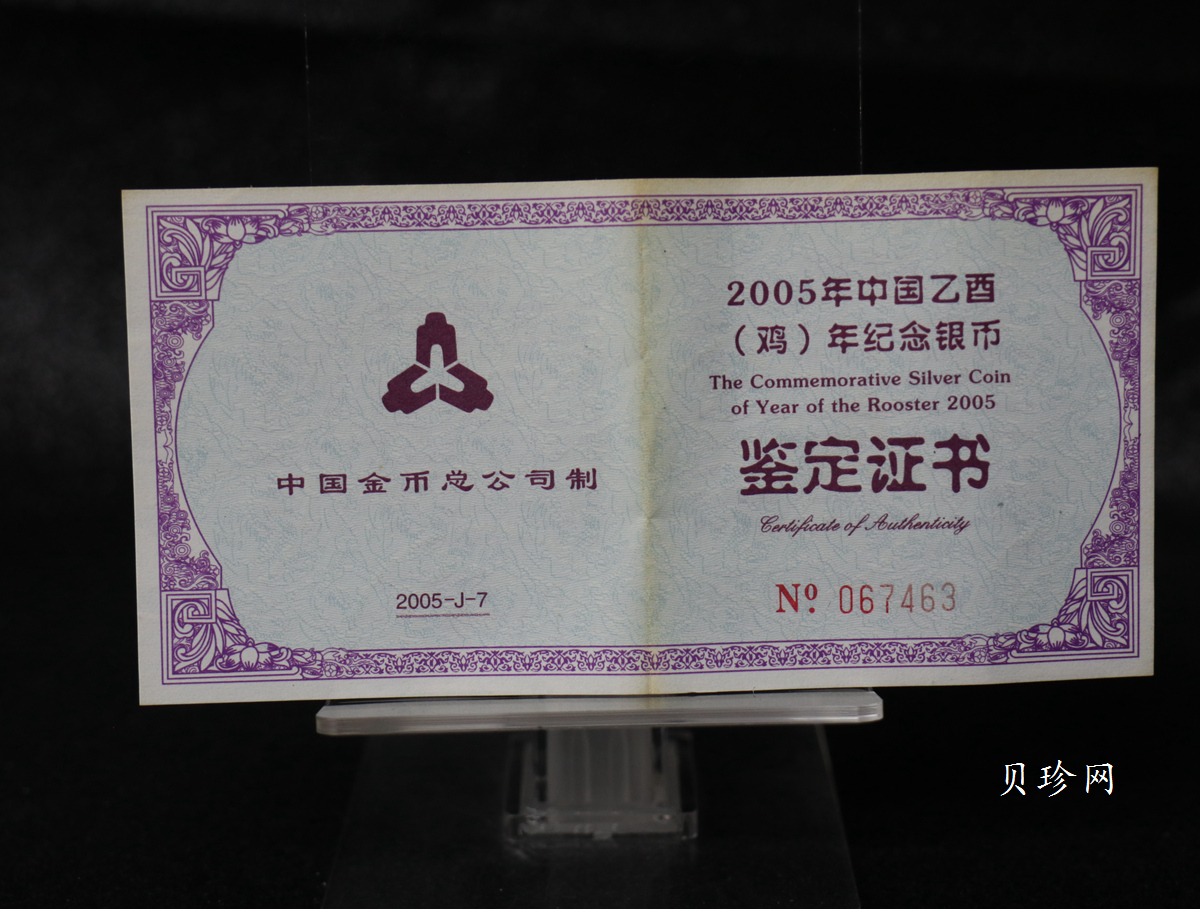 中国金币总公司制
2005-J-7
2005年中国乙酉
（鸡）年纪念银币
The Commemorative Silver Coin
of Year of the Rooster 2005
鉴定证书
Certificate of Authenticity
Nº 067463
贝珍网